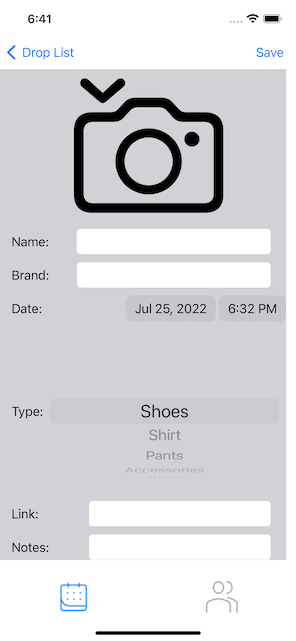 6:41
Drop List
Save
Name:
Brand:
Date: Jul 25, 2022 6:32 PM
Type: Shoes
Shirt
Pants
Accessories
Link:
Notes: